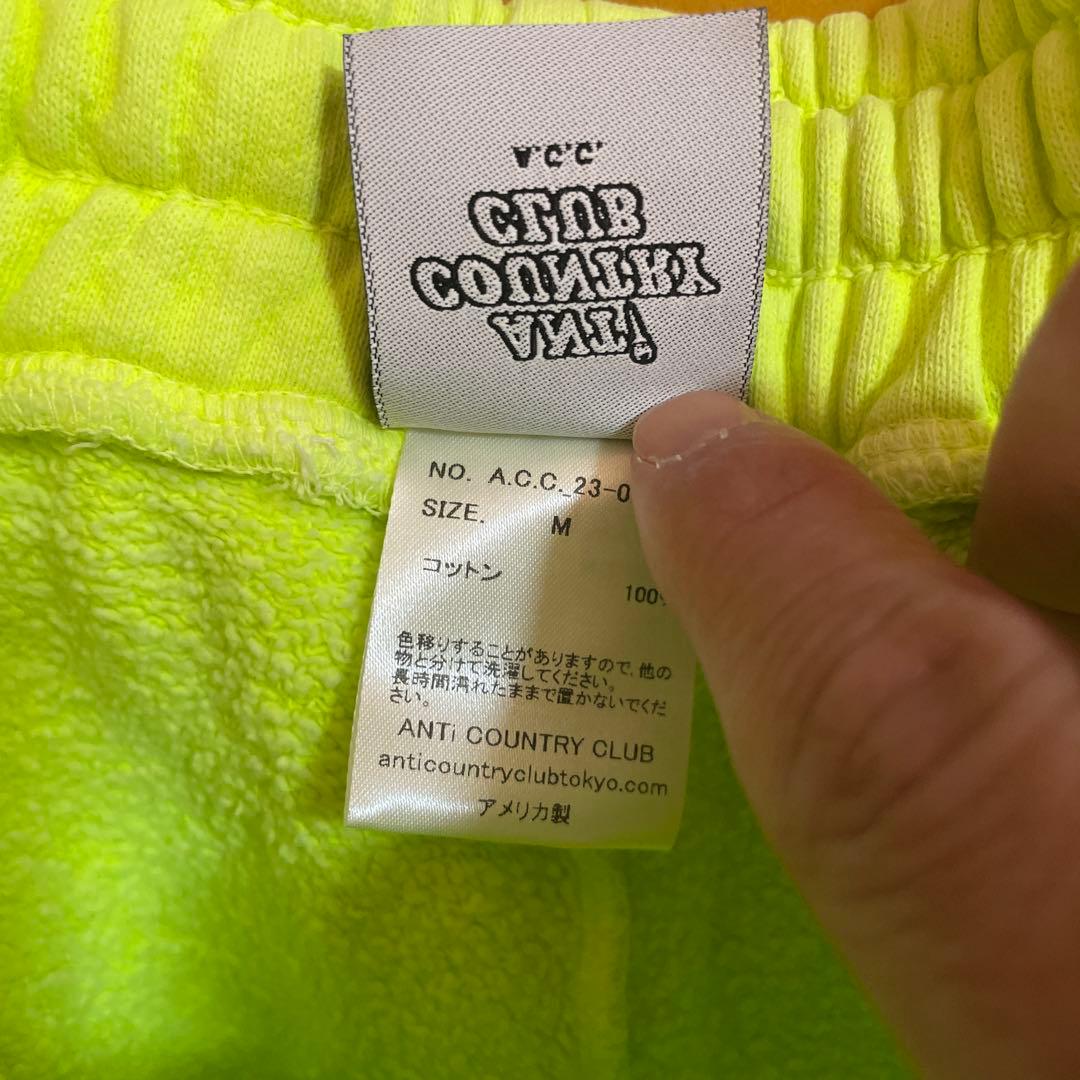 A.C.C.
CLUB
COUNTRY
ANTi
NO. A.C.C._23-0
SIZE. M
コットン
100%
色移りすることがありますので、他の
物と分けて洗濯してください。
長時間濡れたままで置かないでくだ
さい。
ANTi COUNTRY CLUB
anticountryclubtokyo.com
アメリカ製